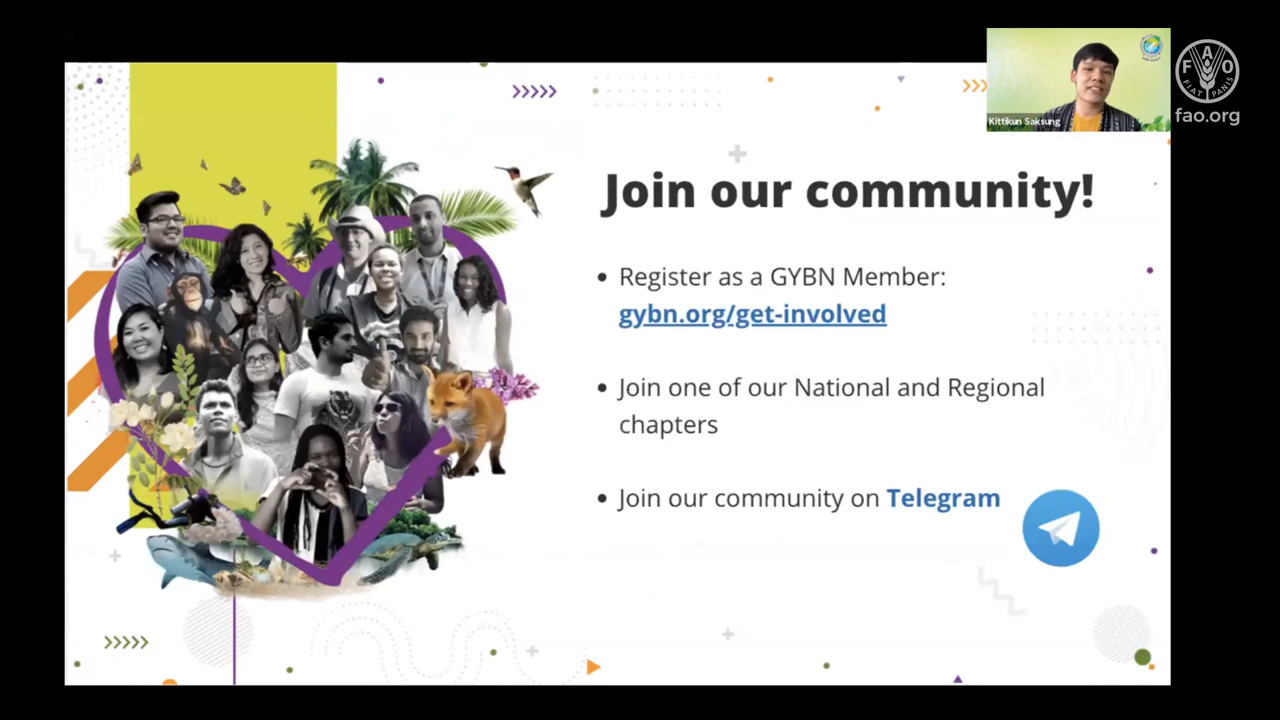 Join our community!
• Register as a GYBN Member:
gybn.org/get-involved
• Join one of our National and Regional
chapters
• Join our community on Telegram
Kittikun Saksung
F A O
FIAT PANIS
fao.org